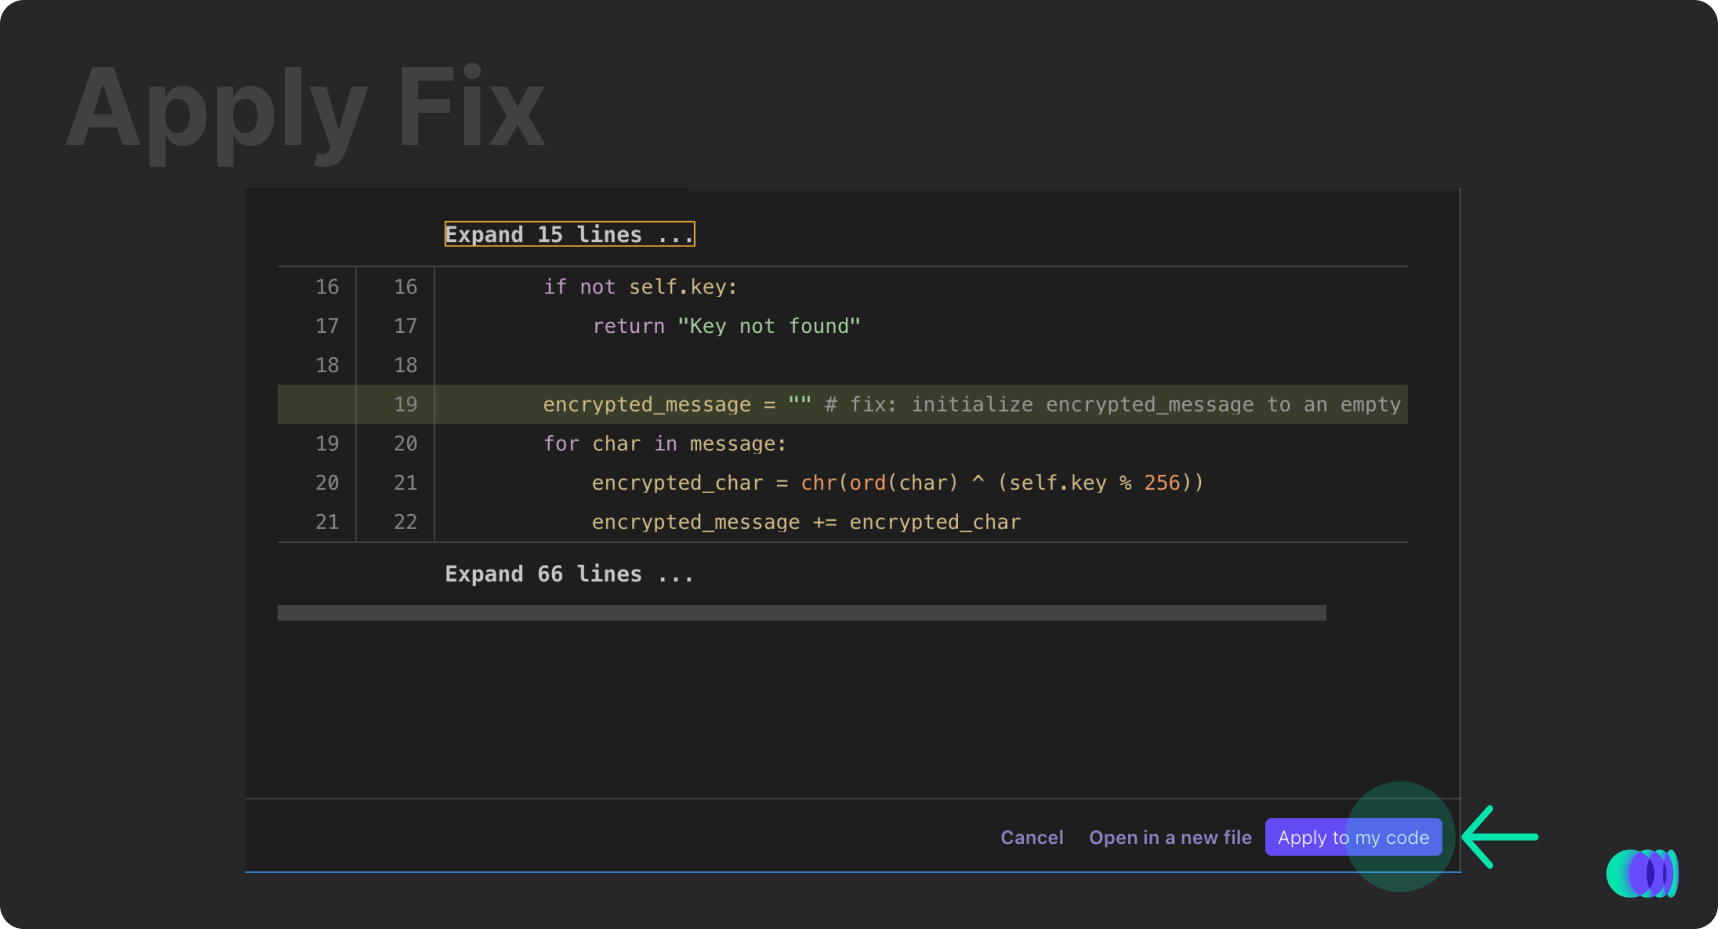 Apply Fix
Expand 15 lines ...
16 16 if not self.key:
17 17 return "Key not found"
18 18
19 encrypted_message = "" # fix: initialize encrypted_message to an empty
19 20 for char in message:
20 21 encrypted_char = chr(ord(char) ^ (self.key % 256))
21 22 encrypted_message += encrypted_char
Expand 66 lines ...
Cancel Open in a new file Apply to my code